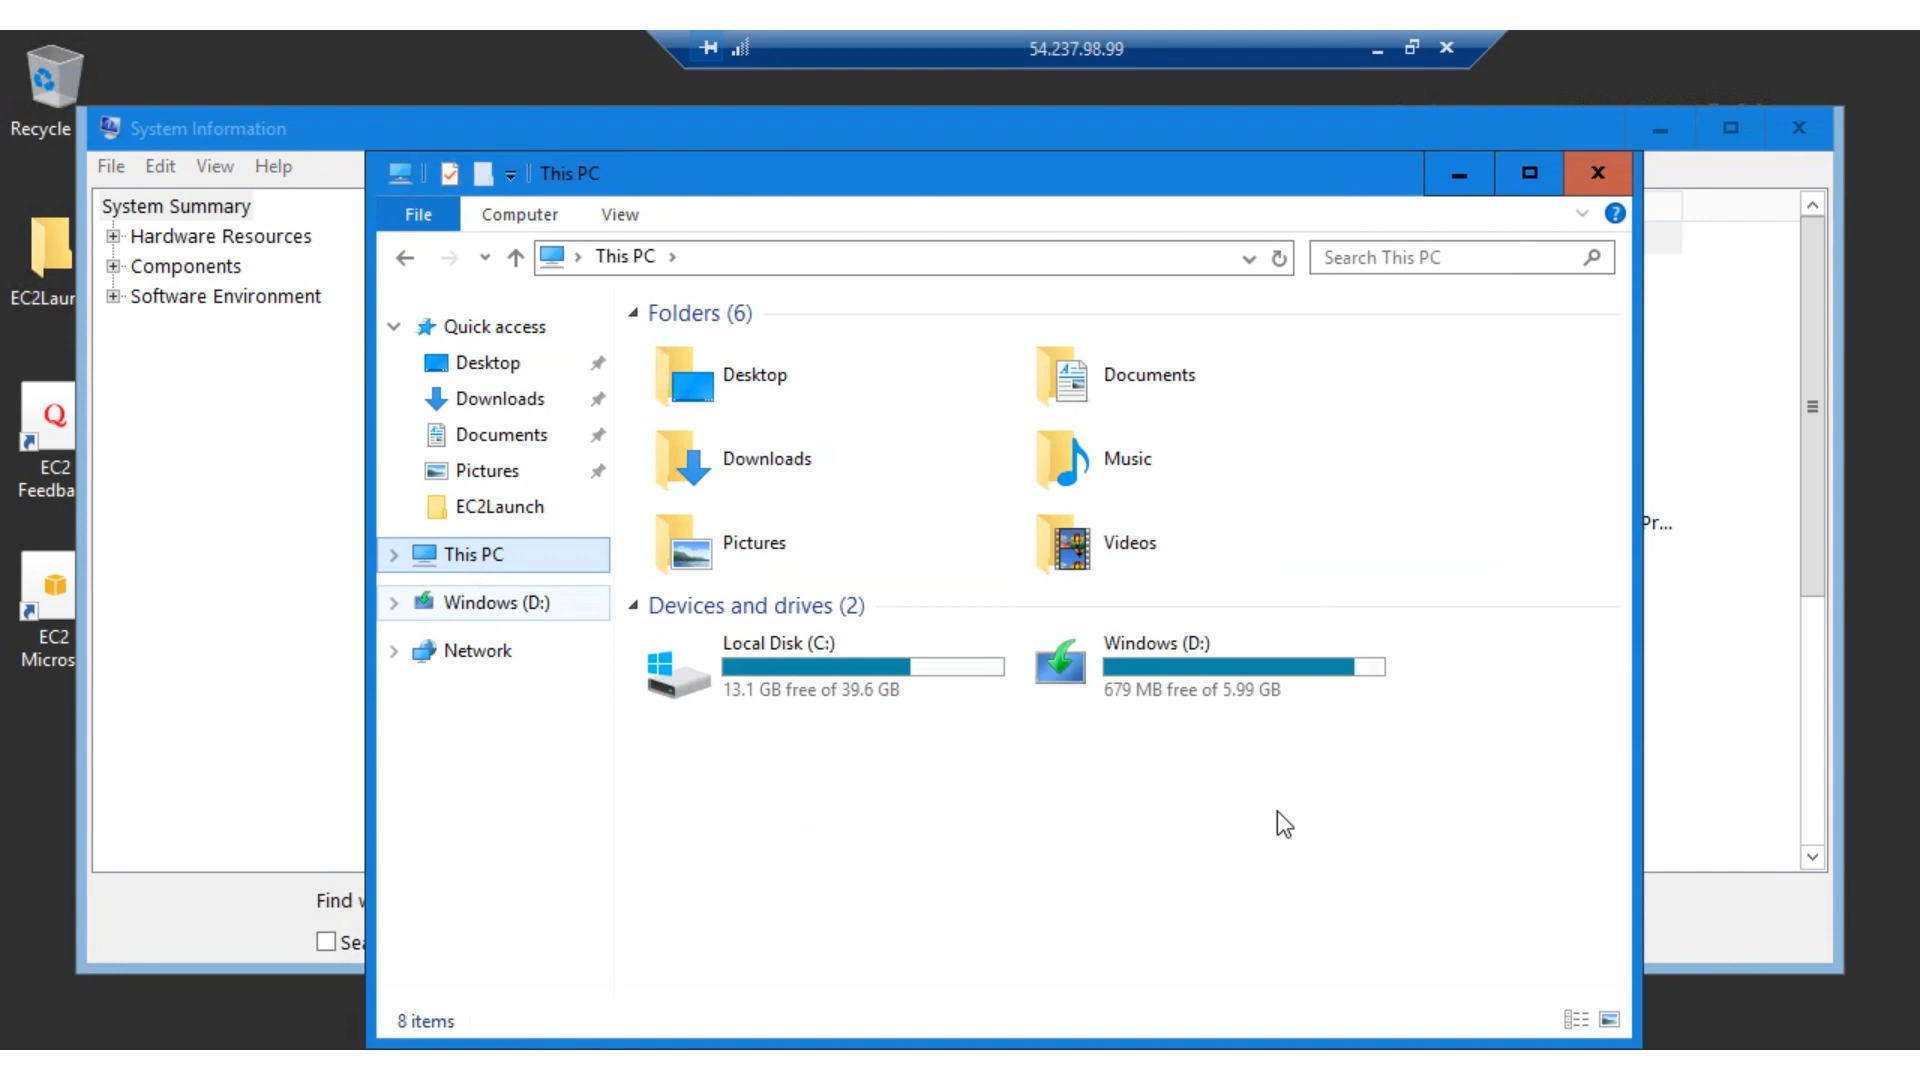 54.237.98.99
Recycle
System Information
File Edit View Help
System Summary
Hardware Resources
Components
Software Environment
EC2Laun
Q
EC2
Feedba
EC2
Micros
This PC
File Computer View
?
This PC
Search This PC
Quick access
Desktop
Downloads
Documents
Pictures
EC2Launch
This PC
Windows (D:)
Network
Folders (6)
Desktop
Documents
Downloads
Music
Pictures
Videos
Devices and drives (2)
Local Disk (C:)
13.1 GB free of 39.6 GB
Windows (D:)
679 MB free of 5.99 GB
Pr...
Find w
Sea
8 items